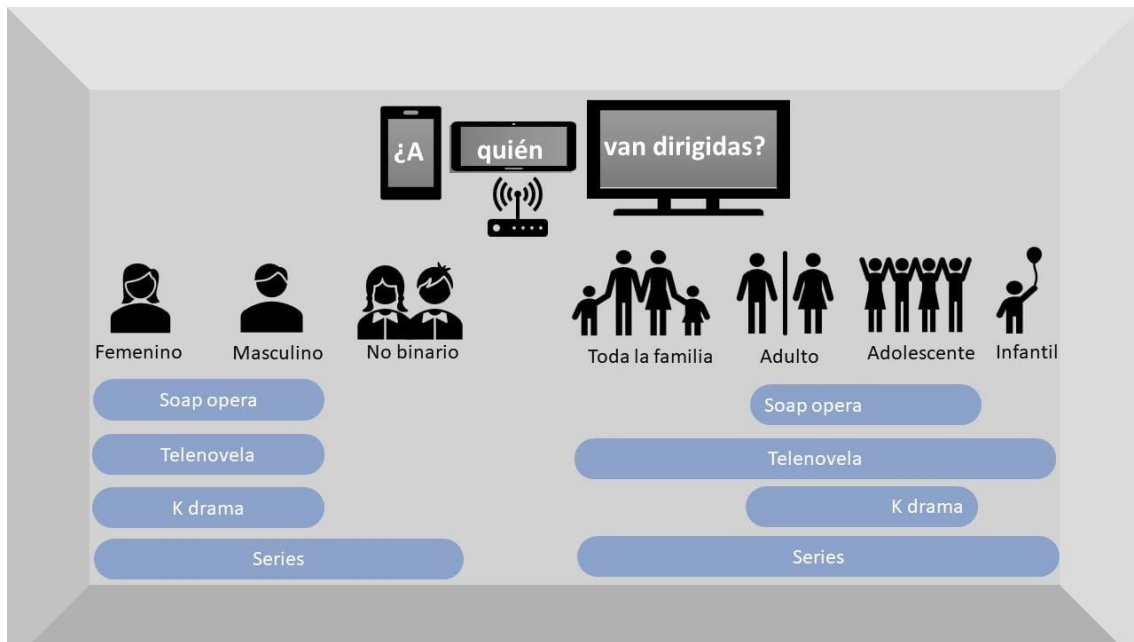 ¿A quién van dirigidas?
Femenino Masculino No binario
Toda la familia Adulto Adolescente Infantil
Soap opera
Telenovela
K drama
Series
Soap opera
Telenovela
K drama
Series